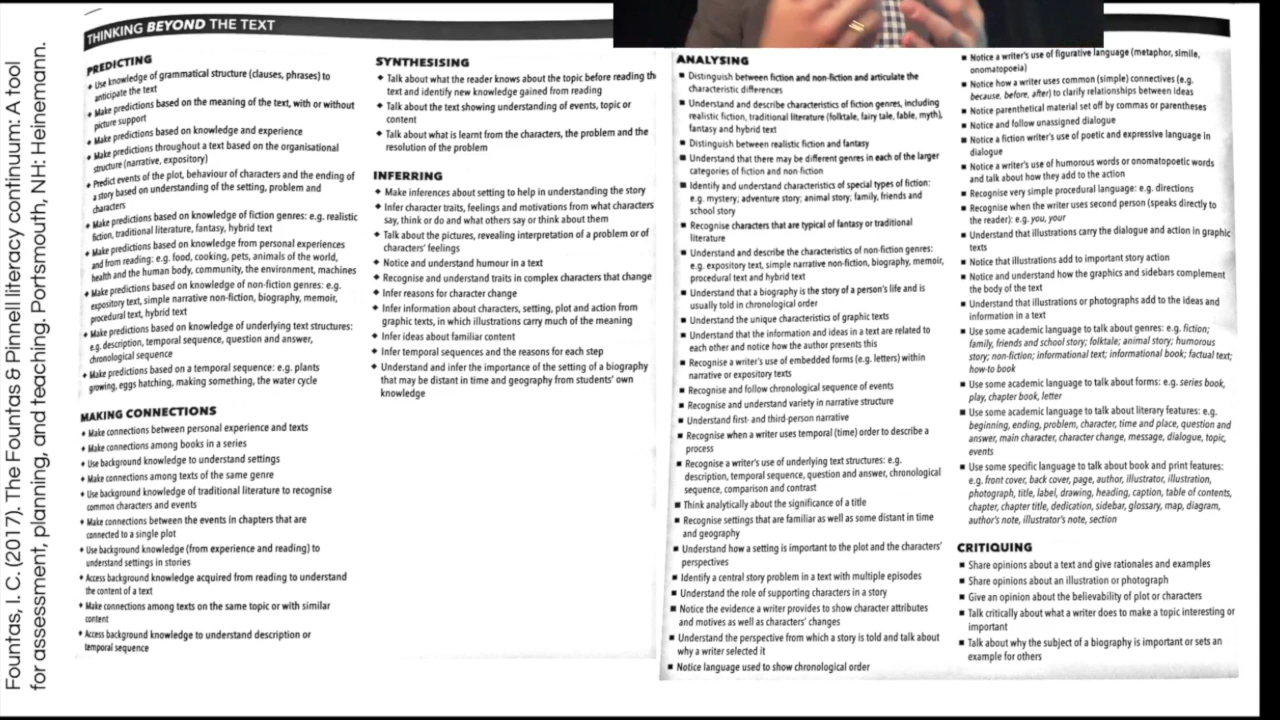 Fountas, I. C. (2017). The Fountas & Pinnell literacy continuum: A tool
for assessment, planning, and teaching. Portsmouth, NH: Heinemann.
THINKING BEYOND THE TEXT
PREDICTING
Use knowledge of grammatical structure (clauses, phrases) to
anticipate the text
Make predictions based on the meaning of the text, with or without
picture support
Make predictions based on knowledge and experience
Make predictions throughout a text based on the organisational
structure (narrative, expository)
Predict events of the plot, behaviour of characters and the ending of
a story based on understanding of the setting, problem and
characters
Make predictions based on knowledge of fiction genres: e.g. realistic
fiction, traditional literature, fantasy, hybrid text
Make predictions based on knowledge from personal experiences
and from reading: e.g. food, cooking, pets, animals of the world,
health and the human body, community, the environment, machines
Make predictions based on knowledge of non-fiction genres: e.g.
expository text, simple narrative non-fiction, biography, memoir,
procedural text, hybrid text
Make predictions based on knowledge of underlying text structures:
e.g. description, temporal sequence, question and answer,
chronological sequence
Make predictions based on a temporal sequence: e.g. plants
growing, eggs hatching, making something, the water cycle
MAKING CONNECTIONS
Make connections between personal experience and texts
Make connections among books in a series
Use background knowledge to understand settings
Make connections among texts of the same genre
Use background knowledge of traditional literature to recognise
common characters and events
Make connections between the events in chapters that are
connected to a single plot
Use background knowledge (from experience and reading) to
understand settings in stories
Access background knowledge acquired from reading to understand
the content of a text
Make connections among texts on the same topic or with similar
content
Access background knowledge to understand description or
temporal sequence
SYNTHESISING
Talk about what the reader knows about the topic before reading the
text and identify new knowledge gained from reading
Talk about the text showing understanding of events, topic or
content
Talk about what is learnt from the characters, the problem and the
resolution of the problem
INFERRING
Make inferences about setting to help in understanding the story
Infer character traits, feelings and motivations from what characters
say, think or do and what others say or think about them
Talk about the pictures, revealing interpretation of a problem or of
characters' feelings
Notice and understand humour in a text
Recognise and understand traits in complex characters that change
Infer reasons for character change
Infer information about characters, setting, plot and action from
graphic texts, in which illustrations carry much of the meaning
Infer ideas about familiar content
Infer temporal sequences and the reasons for each step
Understand and infer the importance of the setting of a biography
that may be distant in time and geography from students' own
knowledge
ANALYSING
Distinguish between fiction and non-fiction and articulate the
characteristic differences
Understand and describe characteristics of fiction genres, including
realistic fiction, traditional literature (folktale, fairy tale, fable, myth),
fantasy and hybrid text
Distinguish between realistic fiction and fantasy
Understand that there may be different genres in each of the larger
categories of fiction and non-fiction
Identify and understand characteristics of special types of fiction:
e.g. mystery; adventure story; animal story; family, friends and
school story
Recognise characters that are typical of fantasy or traditional
literature
Understand and describe the characteristics of non-fiction genres:
e.g. expository text, simple narrative non-fiction, biography, memoir,
procedural text and hybrid text
Understand that a biography is the story of a person's life and is
usually told in chronological order
Understand the unique characteristics of graphic texts
Understand that the information and ideas in a text are related to
each other and notice how the author presents this
Recognise a writer's use of embedded forms (e.g. letters) within
narrative or expository texts
Recognise and follow chronological sequence of events
Recognise and understand variety in narrative structure
Understand first- and third-person narrative
Recognise when a writer uses temporal (time) order to describe a
process
Recognise a writer's use of underlying text structures: e.g.
description, temporal sequence, question and answer, chronological
sequence, comparison and contrast
Think analytically about the significance of a title
Recognise settings that are familiar as well as some distant in time
and geography
Understand how a setting is important to the plot and the characters'
perspectives
Identify a central story problem in a text with multiple episodes
Understand the role of supporting characters in a story
Notice the evidence a writer provides to show character attributes
and motives as well as characters' changes
Understand the perspective from which a story is told and talk about
why a writer selected it
Notice language used to show chronological order
Notice a writer's use of figurative language (metaphor, simile,
onomatopoeia)
Notice how a writer uses common (simple) connectives (e.g.
because, before, after) to clarify relationships between ideas
Notice parenthetical material set off by commas or parentheses
Notice and follow unassigned dialogue
Notice a fiction writer's use of poetic and expressive language in
dialogue
Notice a writer's use of humorous words or onomatopoetic words
and talk about how they add to the action
Recognise very simple procedural language: e.g. directions
Recognise when the writer uses second person (speaks directly to
the reader): e.g. you, your
Understand that illustrations carry the dialogue and action in graphic
texts
Notice that illustrations add to important story action
Notice and understand how the graphics and sidebars complement
the body of the text
Understand that illustrations or photographs add to the ideas and
information in a text
Use some academic language to talk about genres: e.g. fiction;
family, friends and school story; folktale; animal story; humorous
story; non-fiction; informational text; informational book; factual text;
how-to book
Use some academic language to talk about forms: e.g. series book,
play, chapter book, letter
Use some academic language to talk about literary features: e.g.
beginning, ending, problem, character, time and place, question and
answer, main character, character change, message, dialogue, topic,
events
Use some specific language to talk about book and print features:
e.g. front cover, back cover, page, author, illustrator, illustration,
photograph, title, label, drawing, heading, caption, table of contents,
chapter, chapter title, dedication, sidebar, glossary, map, diagram,
author's note, illustrator's note, section
CRITIQUING
Share opinions about a text and give rationales and examples
Share opinions about an illustration or photograph
Give an opinion about the believability of plot or characters
Talk critically about what a writer does to make a topic interesting or
important
Talk about why the subject of a biography is important or sets an
example for others